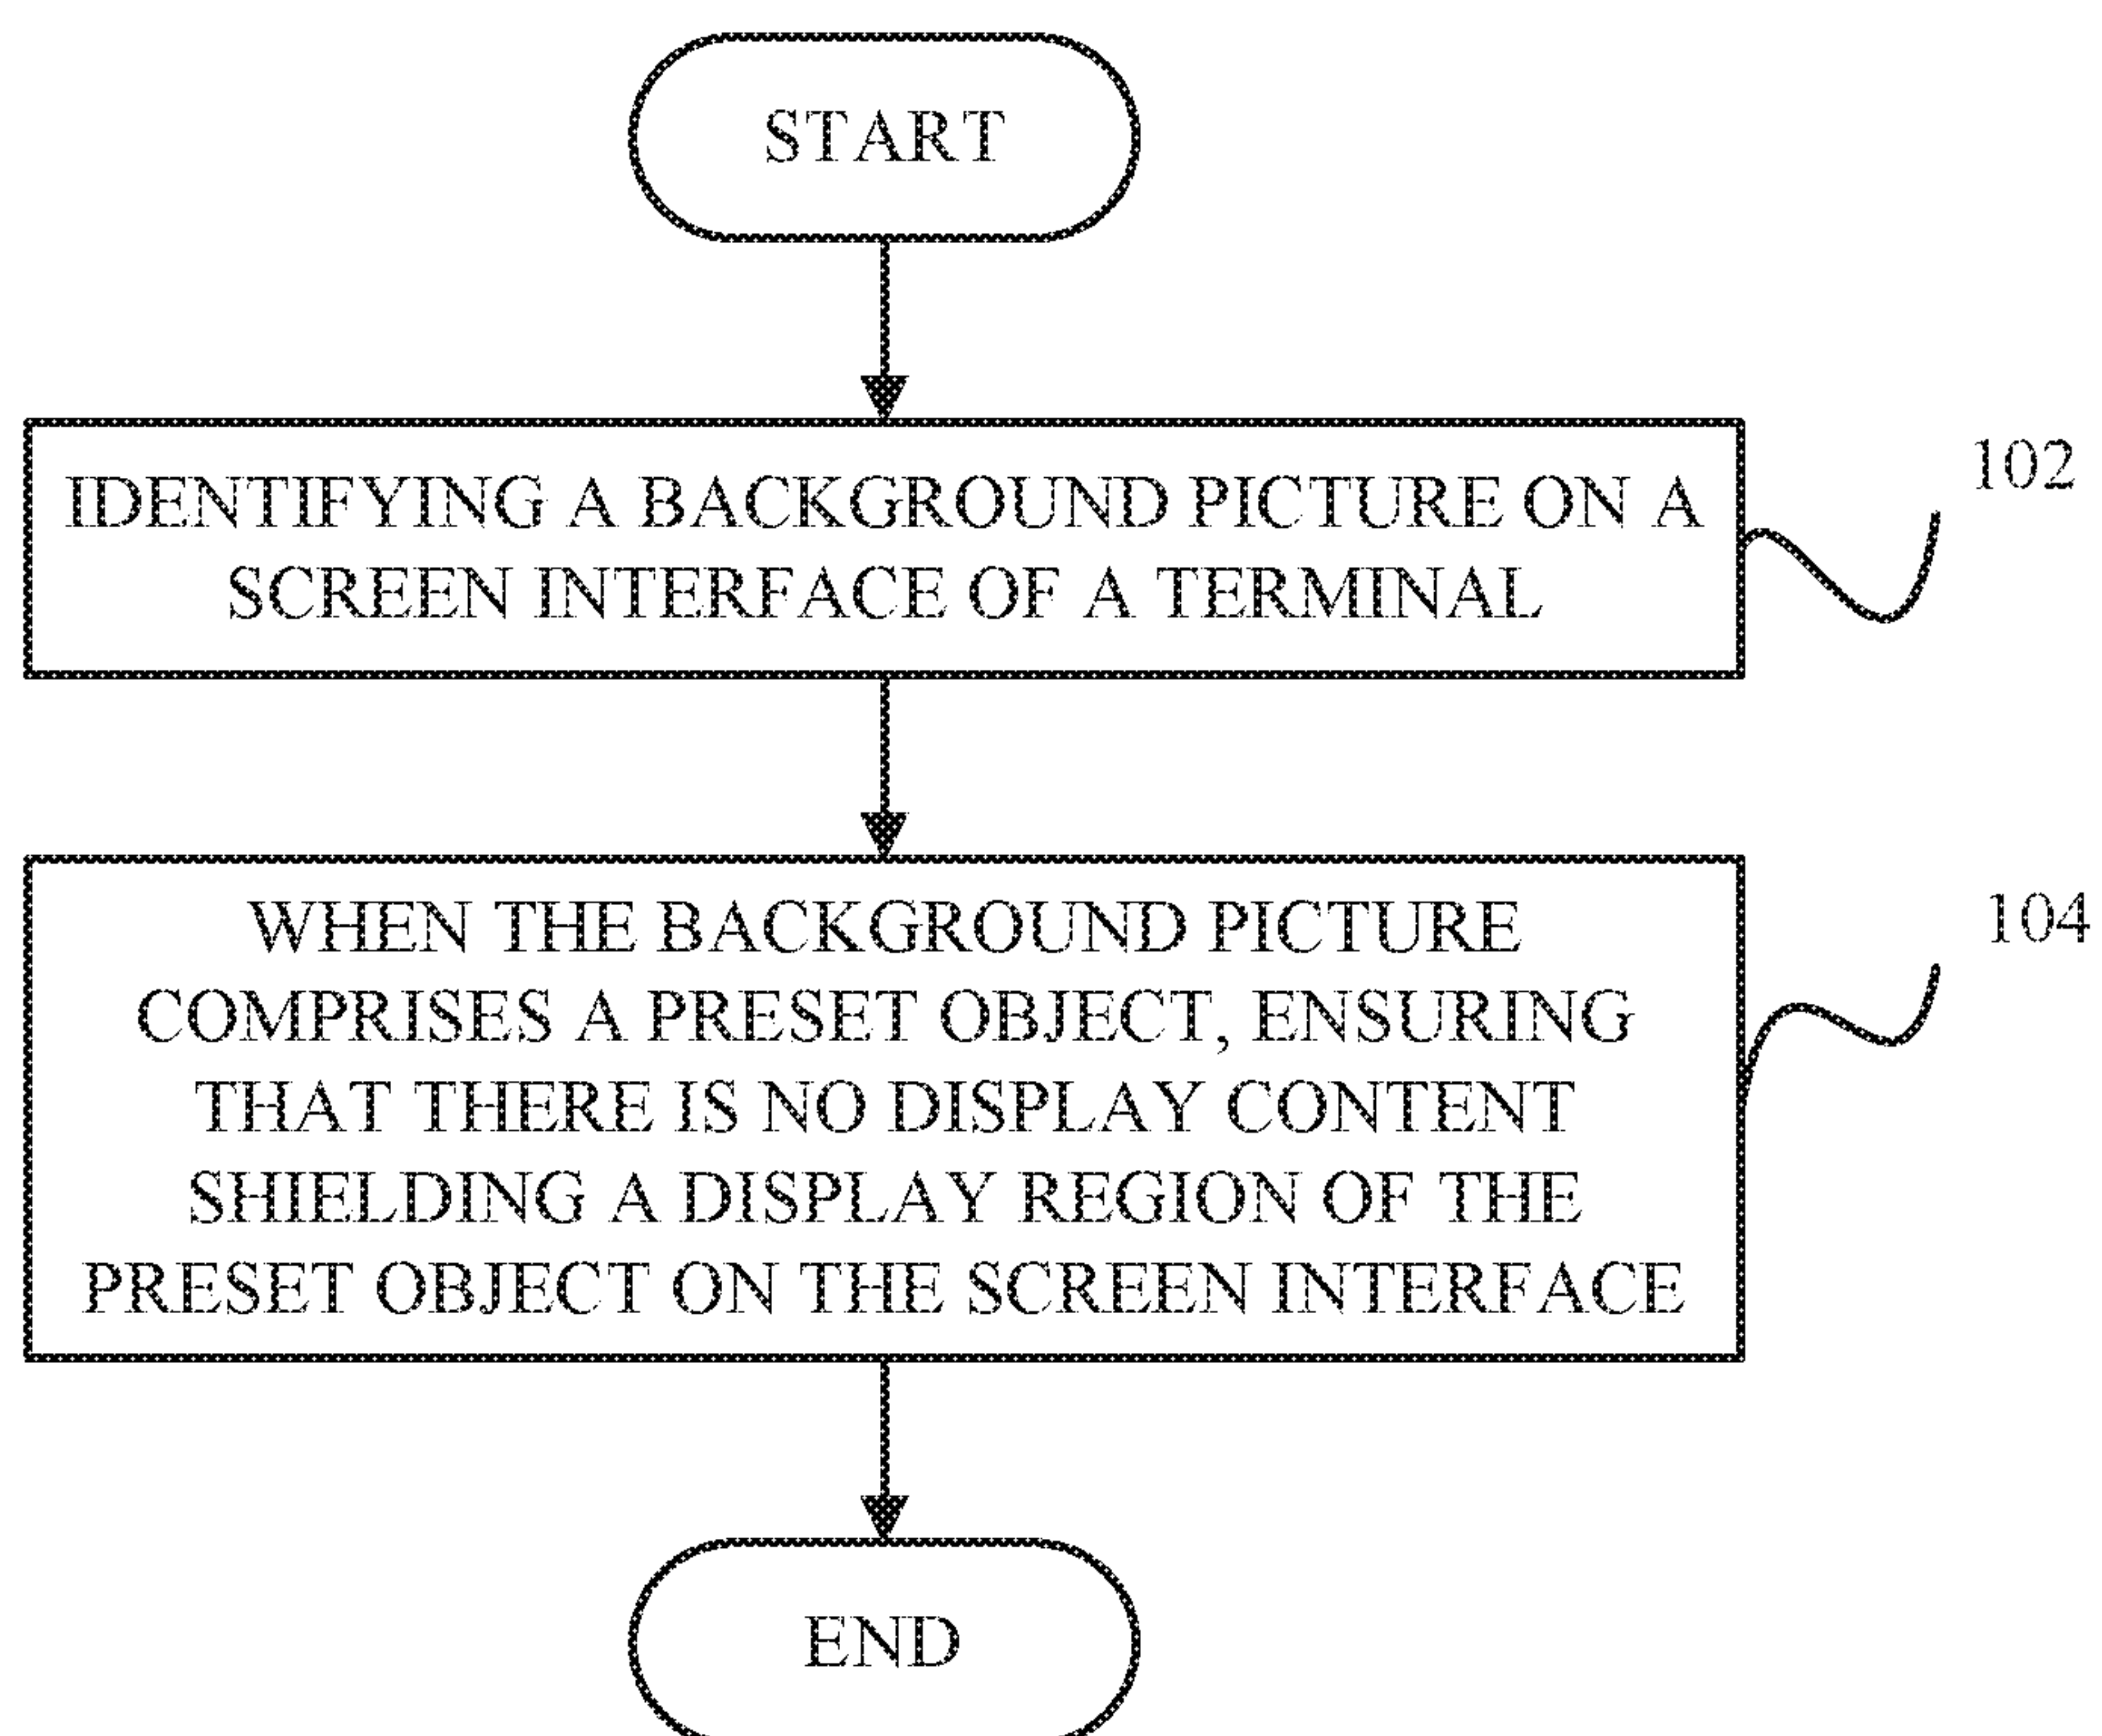 START
IDENTIFYING A BACKGROUND PICTURE ON A
SCREEN INTERFACE OF A TERMINAL
102
WHEN THE BACKGROUND PICTURE
COMPRISES A PRESET OBJECT, ENSURING
THAT THERE IS NO DISPLAY CONTENT
SHIELDING A DISPLAY REGION OF THE
PRESET OBJECT ON THE SCREEN INTERFACE
104
END